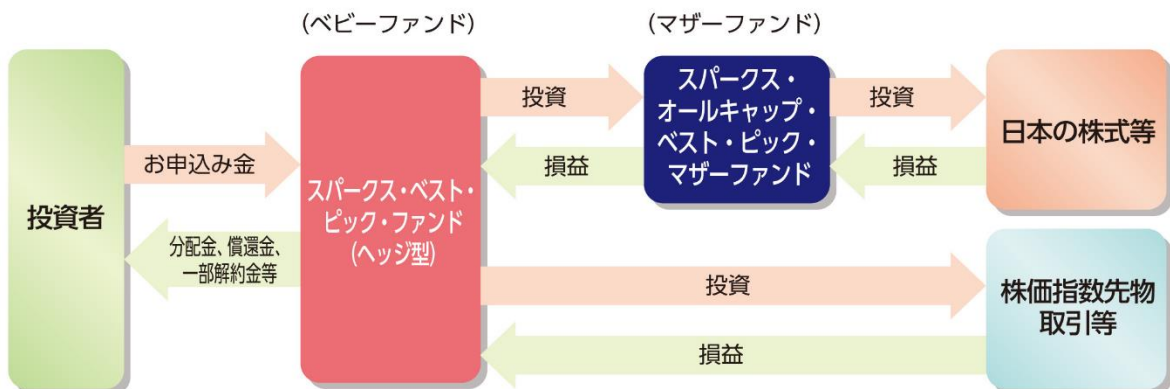 (ベビーファンド)
(マザーファンド)
投資者
お申込み金
分配金、償還金、
一部解約金等
スパークス・ベスト・
ピック・ファンド
(ヘッジ型)
投資
損益
スパークス・
オールキャップ・
ベスト・ピック・
マザーファンド
投資
損益
日本の株式等
投資
損益
株価指数先物
取引等